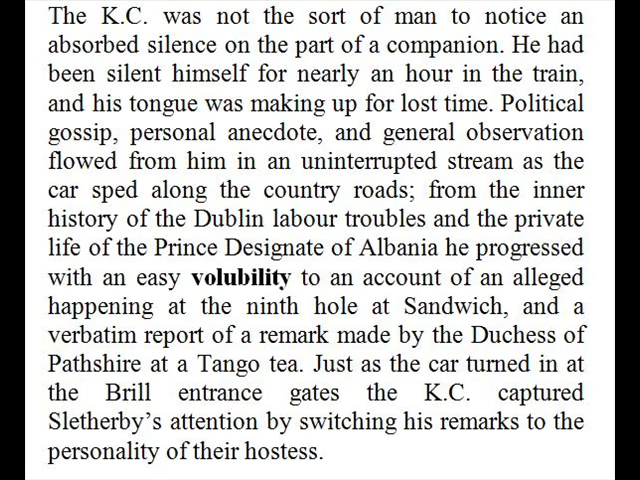 The K.C. was not the sort of man to notice an
absorbed silence on the part of a companion. He had
been silent himself for nearly an hour in the train,
and his tongue was making up for lost time. Political
gossip, personal anecdote, and general observation
flowed from him in an uninterrupted stream as the
car sped along the country roads; from the inner
history of the Dublin labour troubles and the private
life of the Prince Designate of Albania he progressed
with an easy volubility to an account of an alleged
happening at the ninth hole at Sandwich, and a
verbatim report of a remark made by the Duchess of
Pathshire at a Tango tea. Just as the car turned in at
the Brill entrance gates the K.C. captured
Sletherby’s attention by switching his remarks to the
personality of their hostess.